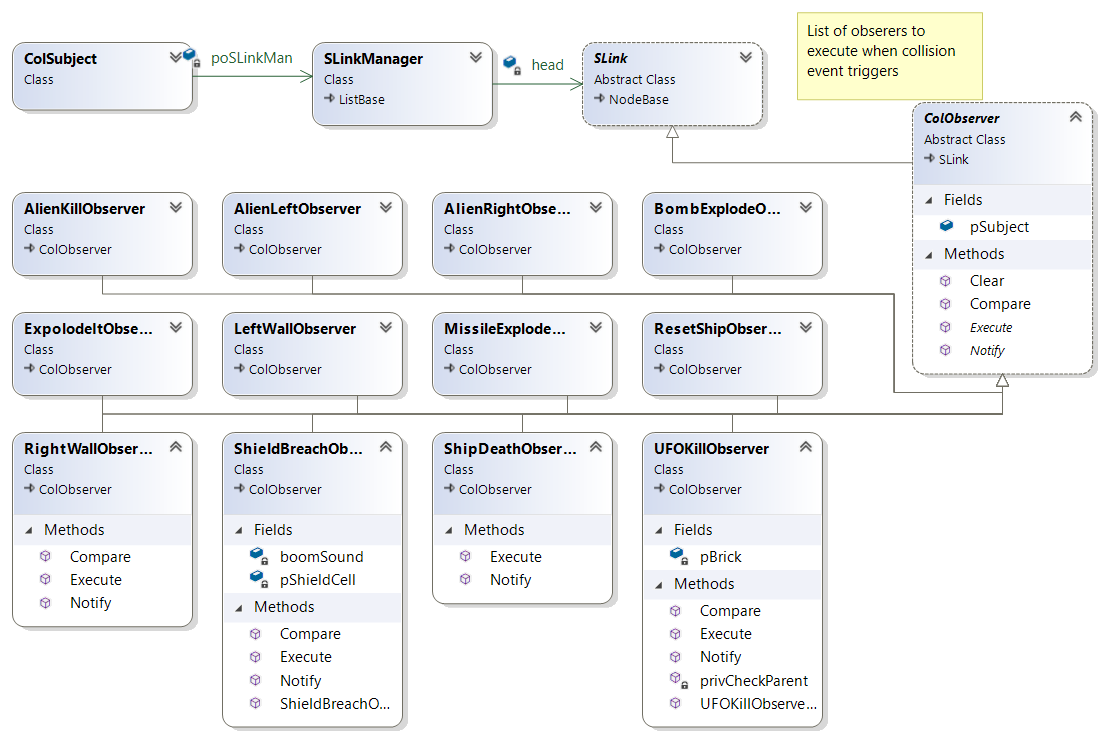 ColSubject
Class
poSLinkMan
SLinkManager
Class
ListBase
head
SLink
Abstract Class
NodeBase
List of obserers to
execute when collision
event triggers
ColObserver
Abstract Class
SLink
Fields
pSubject
Methods
Clear
Compare
Execute
Notify
AlienKillObserver
Class
ColObserver
AlienLeftObserver
Class
ColObserver
AlienRightObse...
Class
ColObserver
BombExplodeO...
Class
ColObserver
ExpolodeItObse...
Class
ColObserver
LeftWallObserver
Class
ColObserver
MissileExplode...
Class
ColObserver
ResetShipObser...
Class
ColObserver
RightWallObser...
Class
ColObserver
Methods
Compare
Execute
Notify
ShieldBreachOb...
Class
ColObserver
Fields
boomSound
pShieldCell
Methods
Compare
Execute
Notify
ShieldBreachO...
ShipDeathObser...
Class
ColObserver
Methods
Execute
Notify
UFOKillObserver
Class
ColObserver
Fields
pBrick
Methods
Compare
Execute
Notify
privCheckParent
UFOKillObserve...